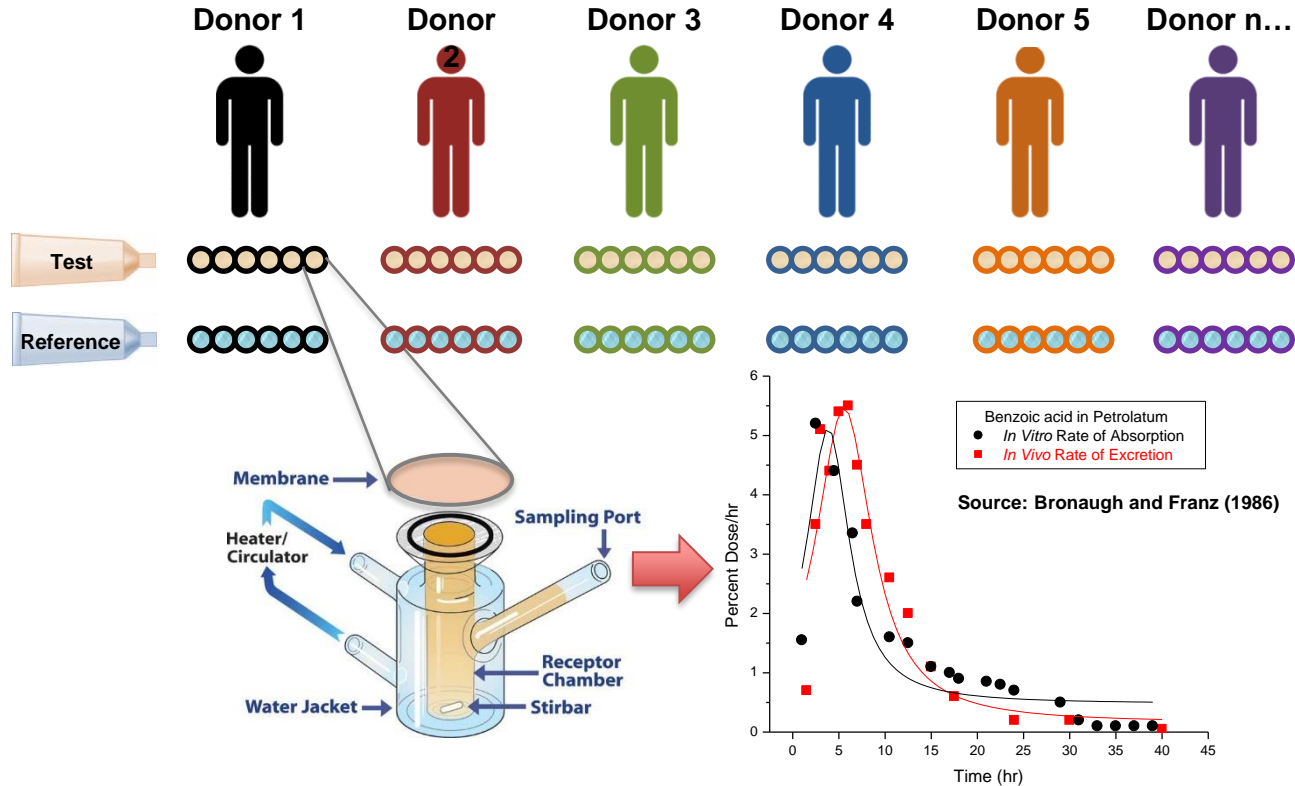 Donor 1
Donor
2
Donor 3
Donor 4
Donor 5
Donor n…
Test
Reference
Membrane
Heater/
Circulator
Sampling Port
Receptor
Chamber
Water Jacket
Stirbar
Percent Dose/hr
6
5
4
3
2
1
0
0 5 10 15 20 25 30 35 40 45
Time (hr)
Benzoic acid in Petrolatum
In Vitro Rate of Absorption
In Vivo Rate of Excretion
Source: Bronaugh and Franz (1986)